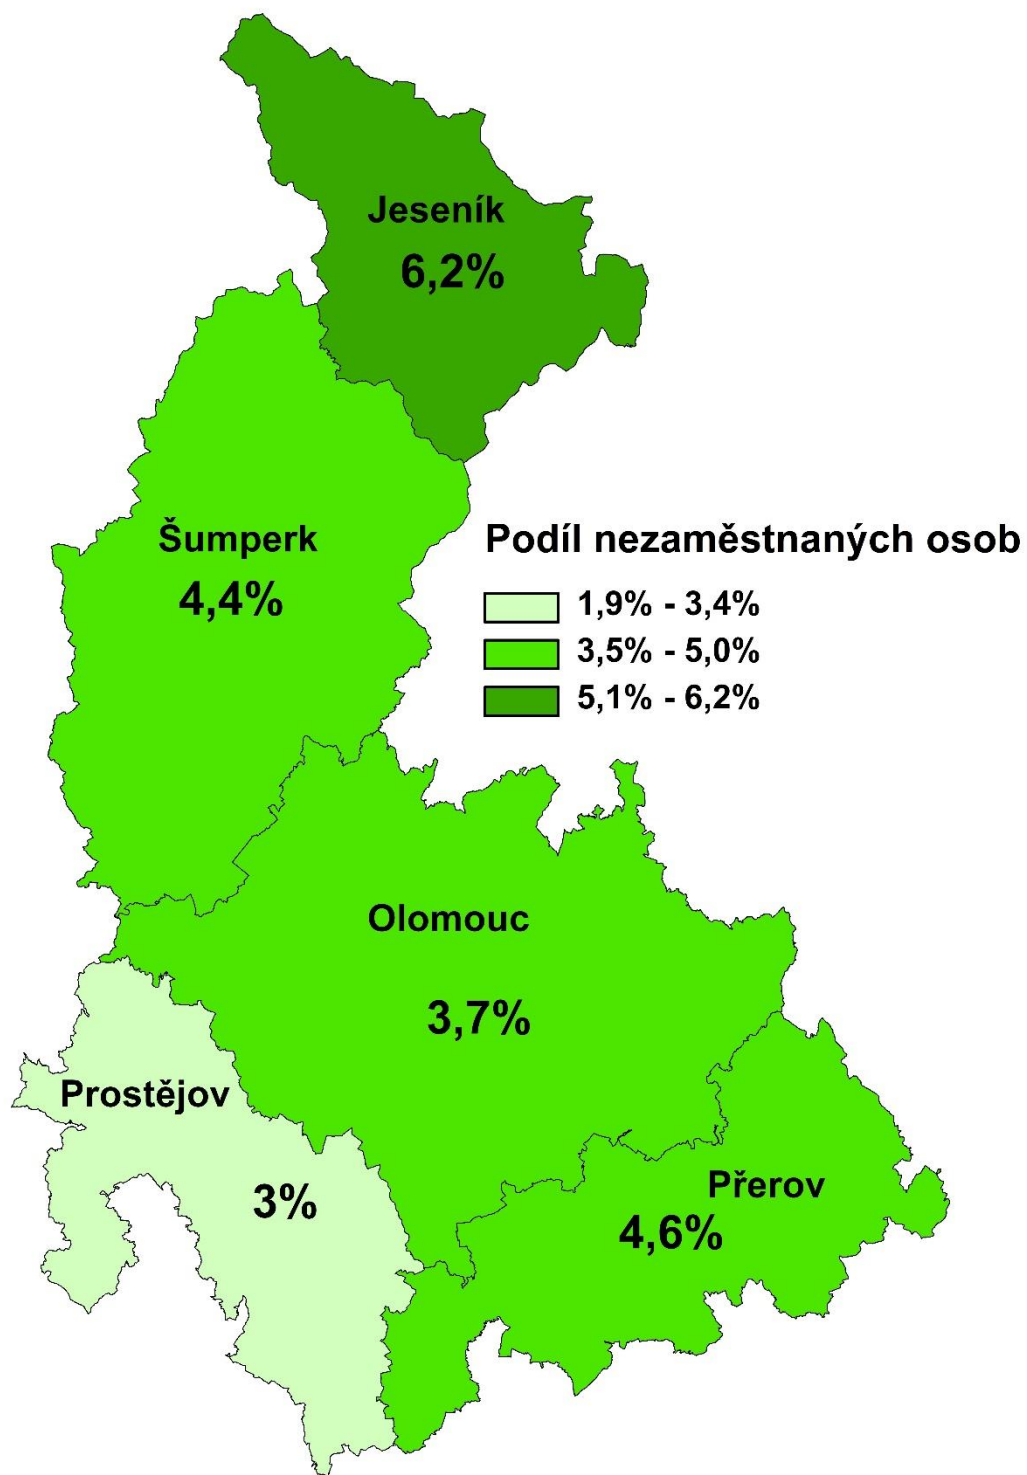 Jeseník
6,2%
Šumperk
4,4%
Podíl nezaměstnaných osob
1,9% - 3,4%
3,5% - 5,0%
5,1% - 6,2%
Olomouc
3,7%
Prostějov
3%
Přerov
4,6%